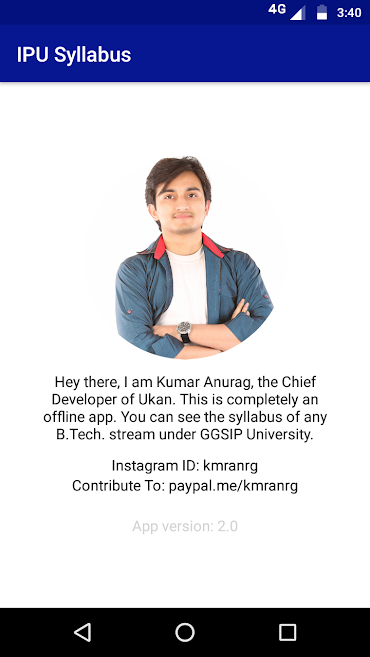 4G 3:40
IPU Syllabus
Hey there, I am Kumar Anurag, the Chief
Developer of Ukan. This is completely an
offline app. You can see the syllabus of any
B.Tech. stream under GGSIP University.
Instagram ID: kmranrg
Contribute To: paypal.me/kmranrg
App version: 2.0